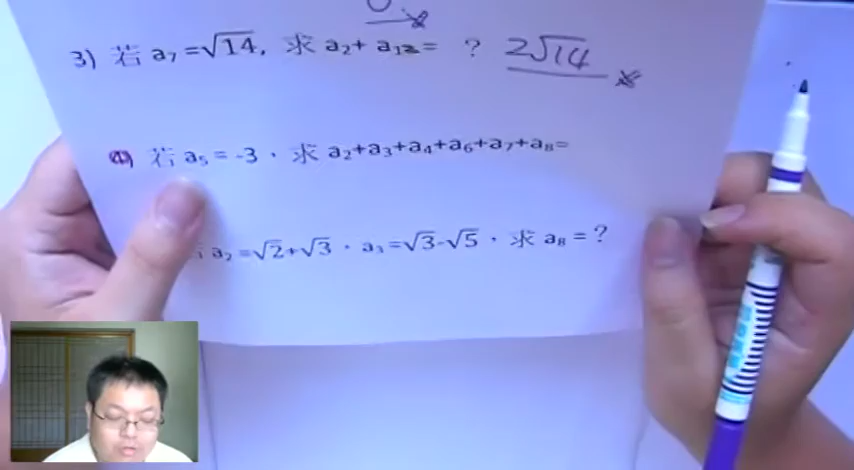 3) 若 a₇ =√14, 求 a₂+ a₁₂= ? 2√14
若 a₅ = -3，求 a₂+a₃+a₄+a₆+a₇+a₈=
a₂ =√2+√3，a₃=√3-√5，求 a₈ = ?